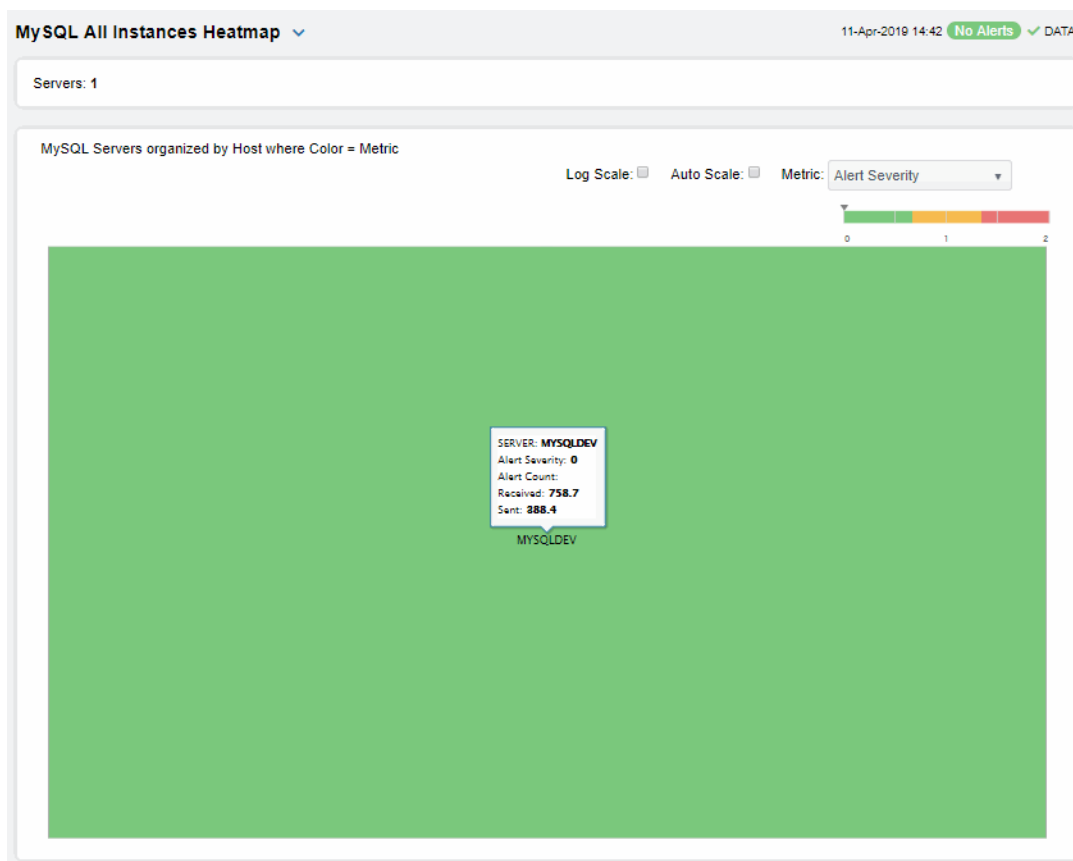 MySQL All Instances Heatmap
11-Apr-2019 14:42 No Alerts DATA
Servers: 1
MySQL Servers organized by Host where Color = Metric
Log Scale: Auto Scale: Metric: Alert Severity
0 1 2
SERVER: MYSQLDEV
Alert Severity: 0
Alert Count:
Received: 758.7
Sent: 388.4
MYSQLDEV